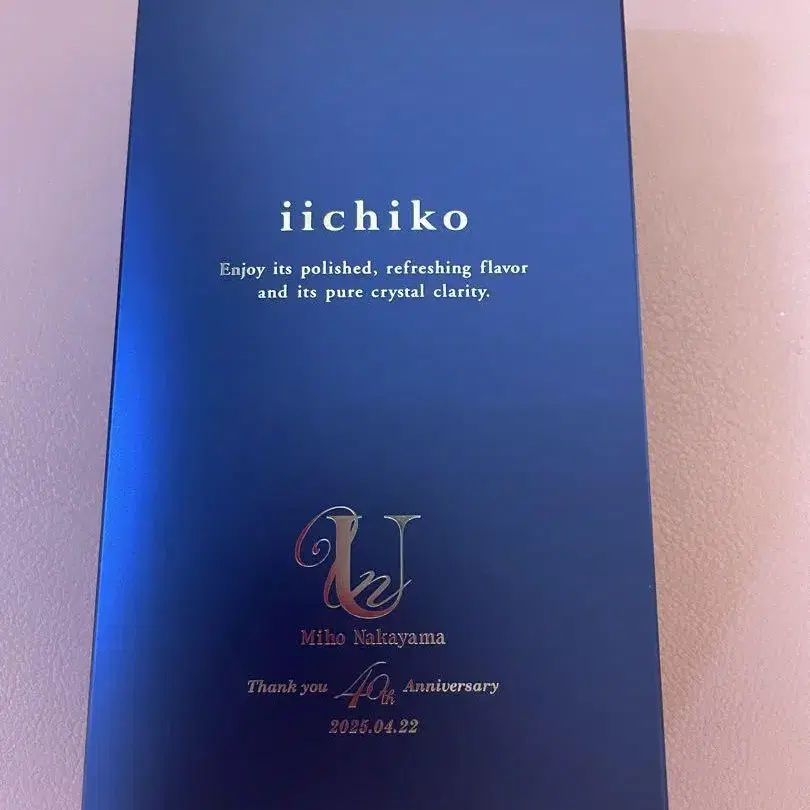 iichiko
Enjoy its polished, refreshing flavor
and its pure crystal clarity.
Miho Nakayama
Thank you 40th Anniversary
2025.04.22